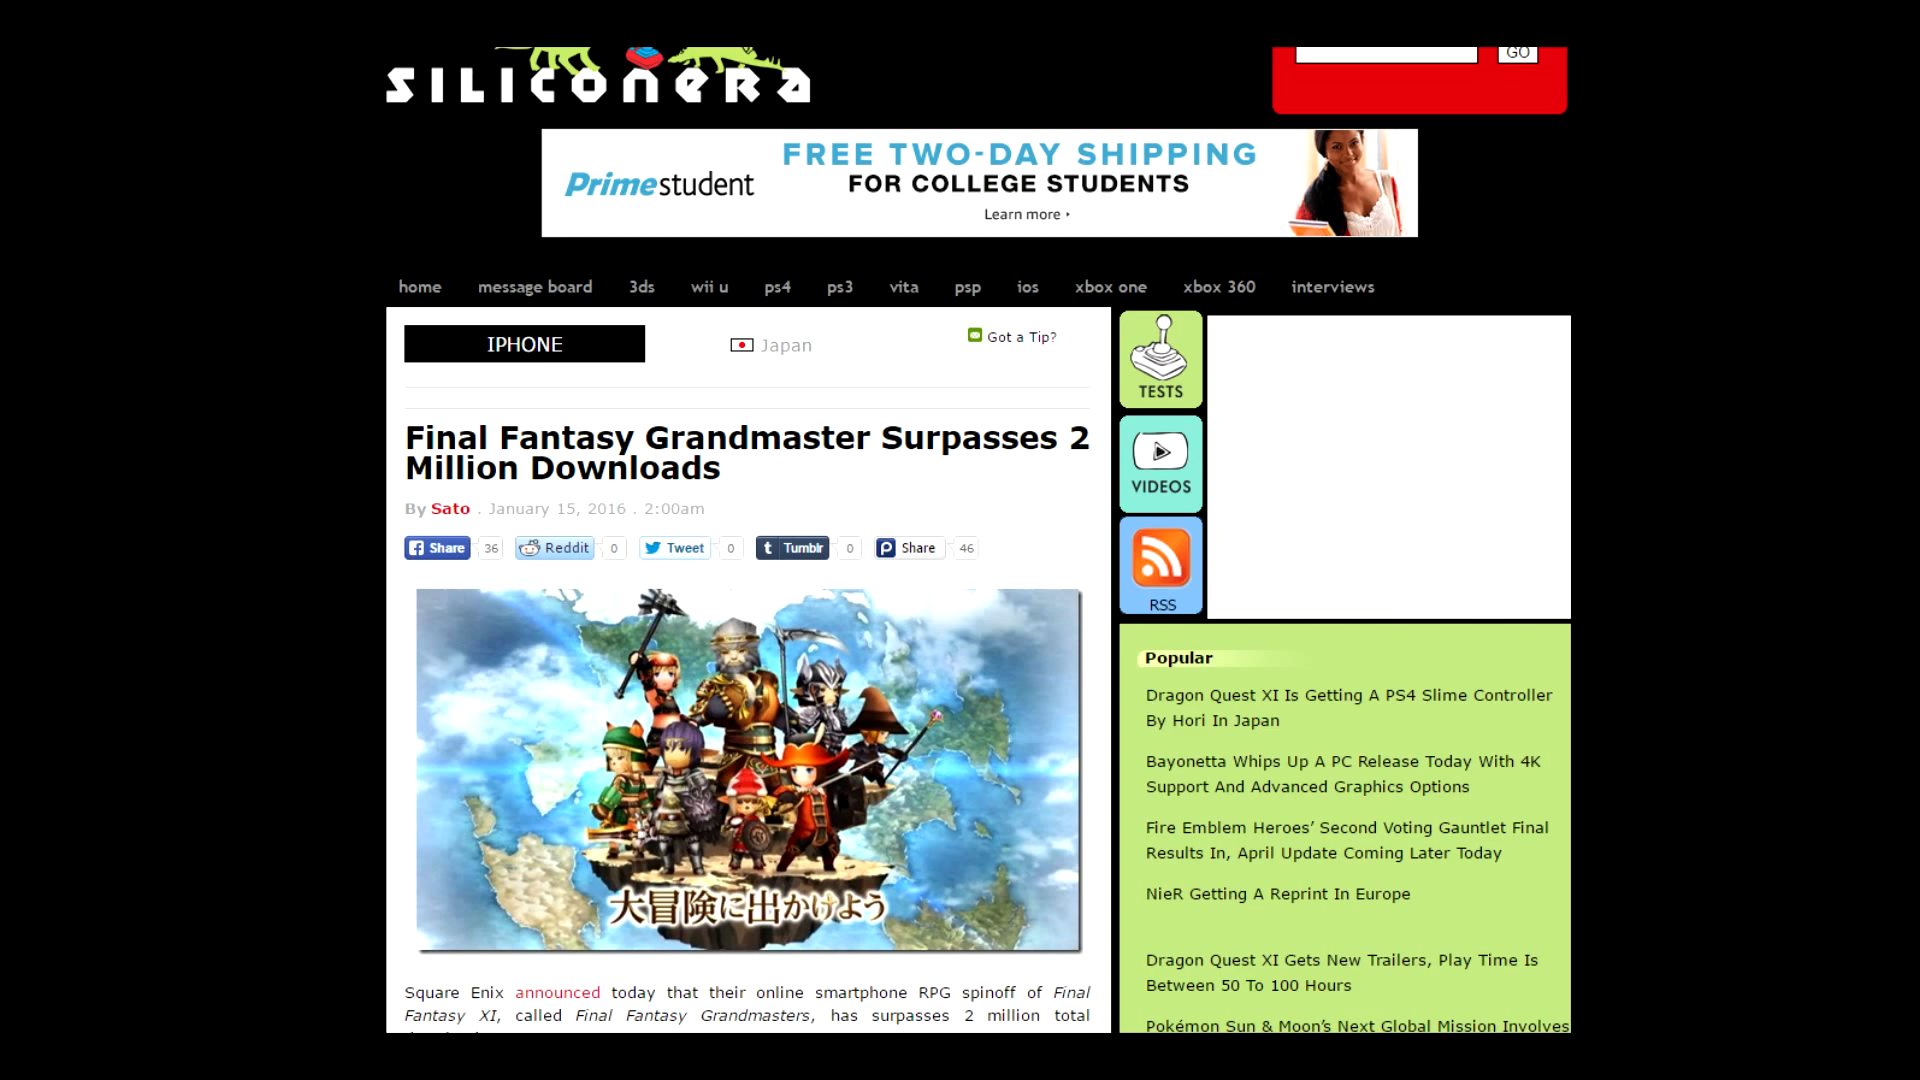 SILICONERA
GO
Prime student
FREE TWO-DAY SHIPPING
FOR COLLEGE STUDENTS
Learn more
home message board 3ds wii u ps4 ps3 vita psp ios xbox one xbox 360 interviews
IPHONE
Japan
Got a Tip?
Final Fantasy Grandmaster Surpasses 2
Million Downloads
By Sato . January 15, 2016 . 2:00am
Share 36 Reddit 0 Tweet 0 Tumblr 0 Share 46
大冒険に出かけよう
Square Enix announced today that their online smartphone RPG spinoff of Final
Fantasy XI, called Final Fantasy Grandmasters, has surpasses 2 million total
TESTS
VIDEOS
RSS
Popular
Dragon Quest XI Is Getting A PS4 Slime Controller
By Hori In Japan
Bayonetta Whips Up A PC Release Today With 4K
Support And Advanced Graphics Options
Fire Emblem Heroes’ Second Voting Gauntlet Final
Results In, April Update Coming Later Today
NieR Getting A Reprint In Europe
Dragon Quest XI Gets New Trailers, Play Time Is
Between 50 To 100 Hours
Pokémon Sun & Moon’s Next Global Mission Involves